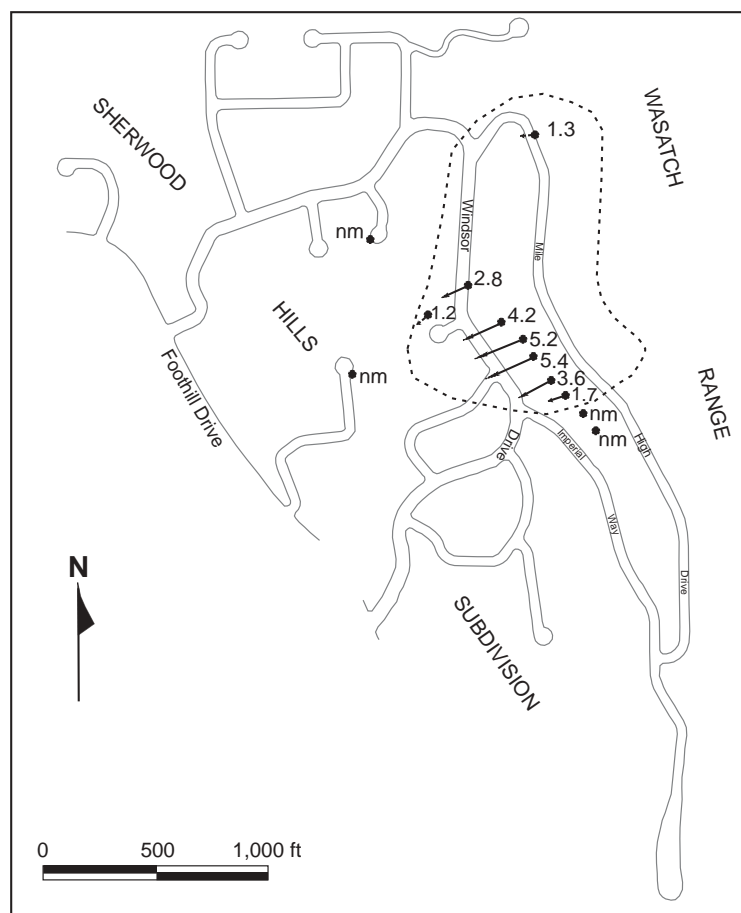 SHERWOOD
WASATCH
1.3
Windsor
Mile
nm
2.8
HILLS
1.2
4.2
5.2
5.4
Foothill Drive
nm
3.6
1.7
RANGE
nm
nm
Drive
Imperial
High
Way
N
Drive
SUBDIVISION
0 500 1,000 ft